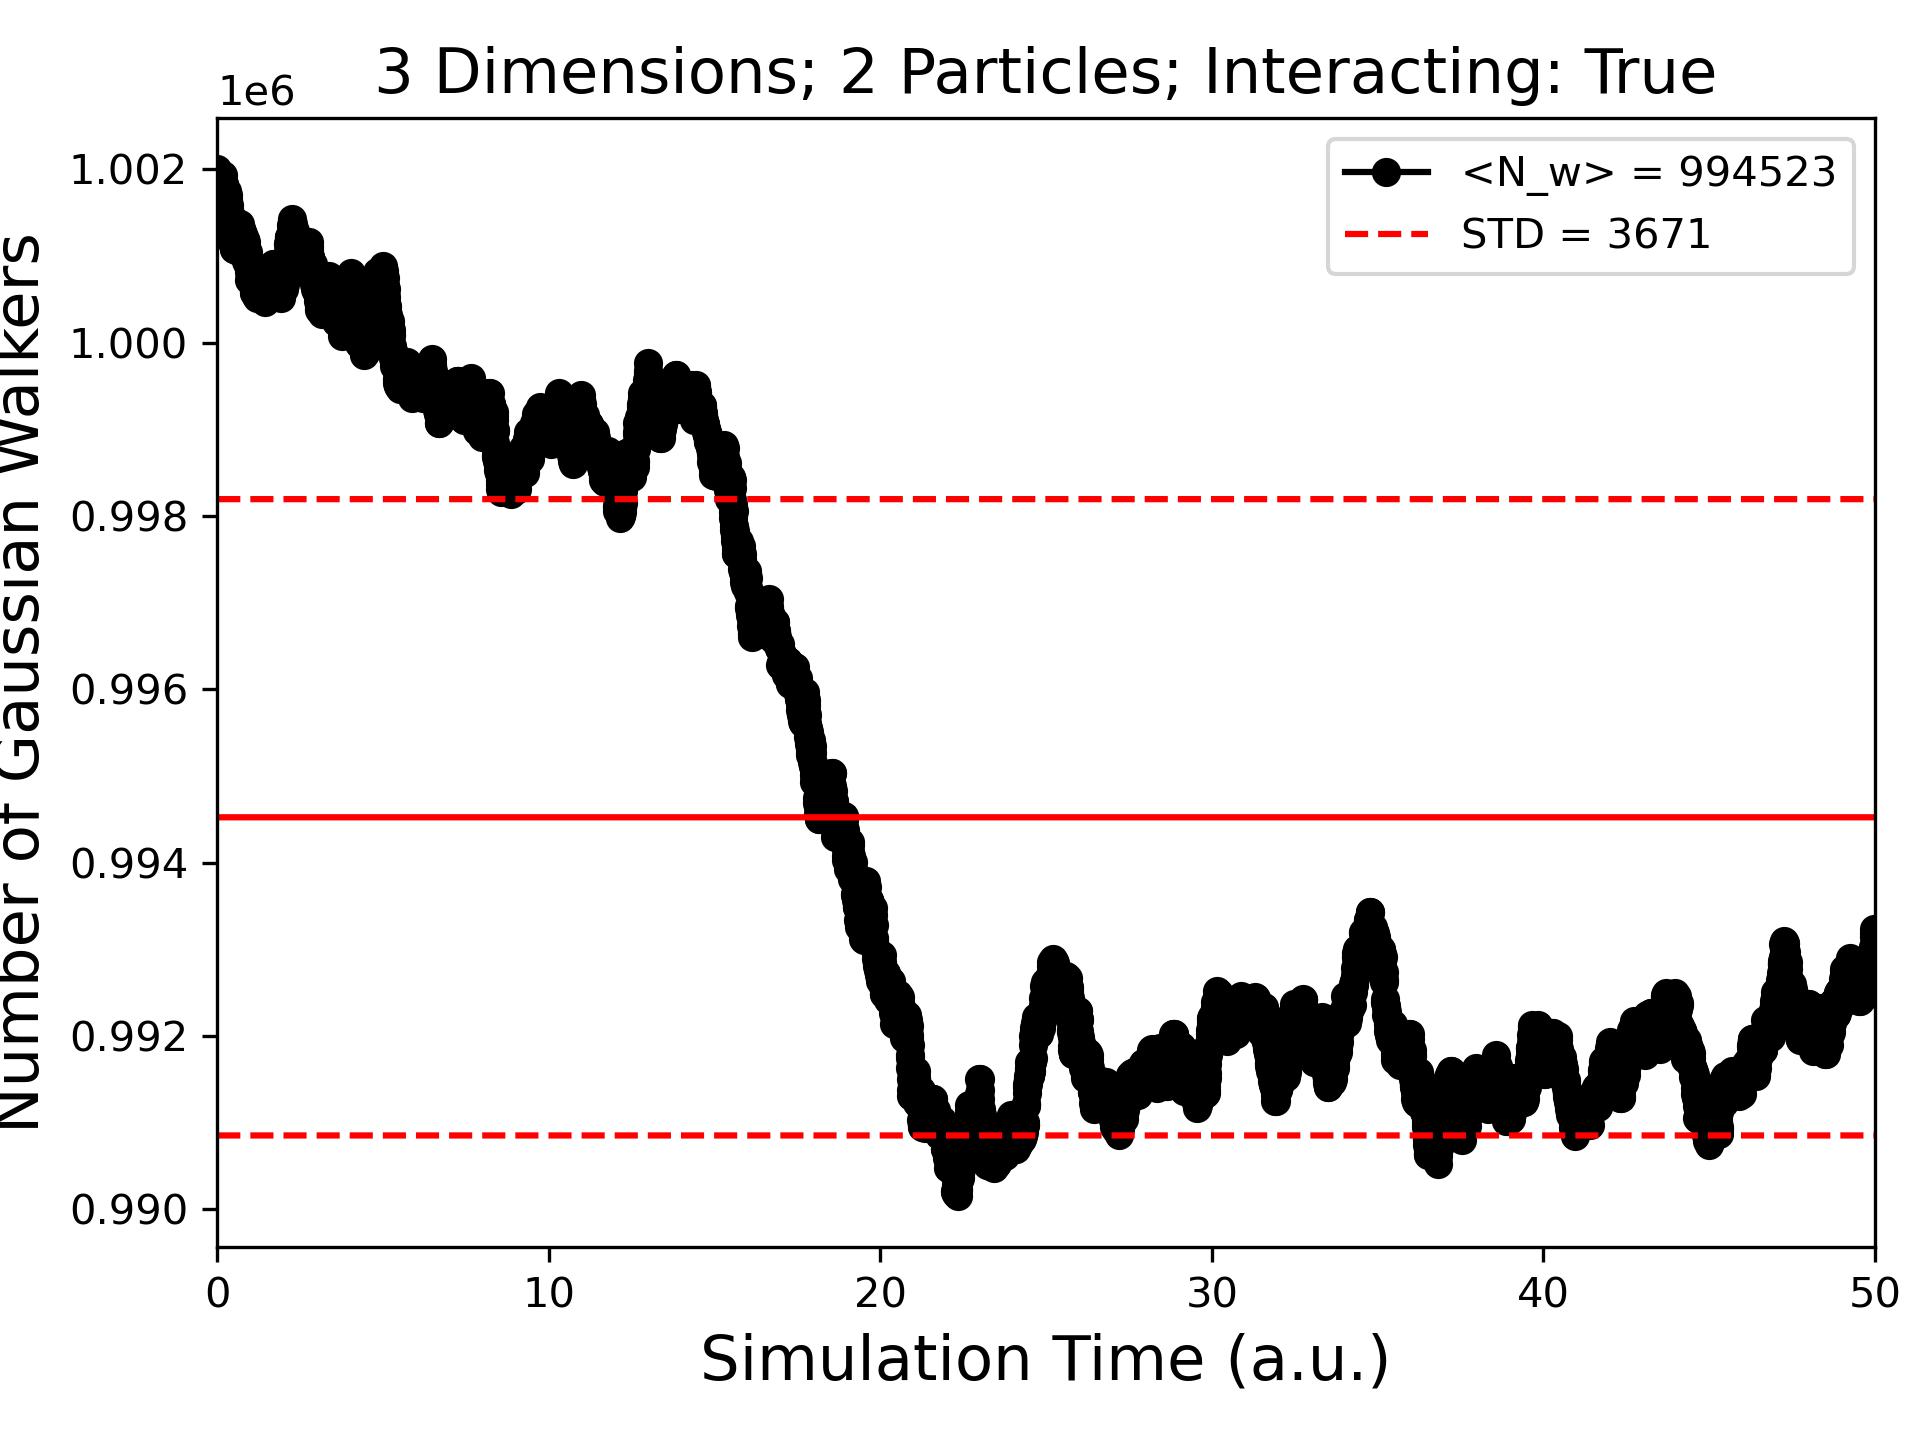 3 Dimensions; 2 Particles; Interacting: True
1e6
<N_w> = 994523
STD = 3671
1.002
1.000
0.998
0.996
0.994
0.992
0.990
Number of Gaussian Walkers
0 10 20 30 40 50
Simulation Time (a.u.)